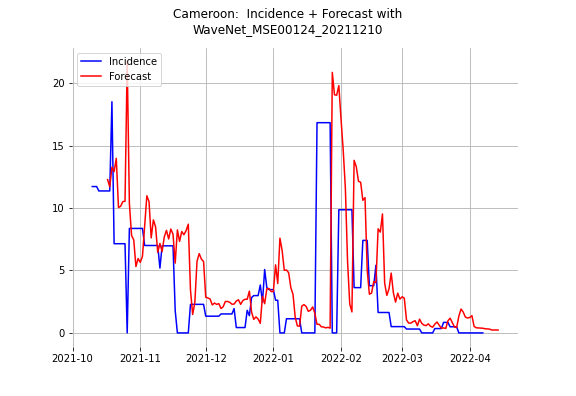 Cameroon:  Incidence + Forecast with
WaveNet_MSE00124_20211210
Incidence
Forecast
20
15
10
5
0
2021-10 2021-11 2021-12 2022-01 2022-02 2022-03 2022-04